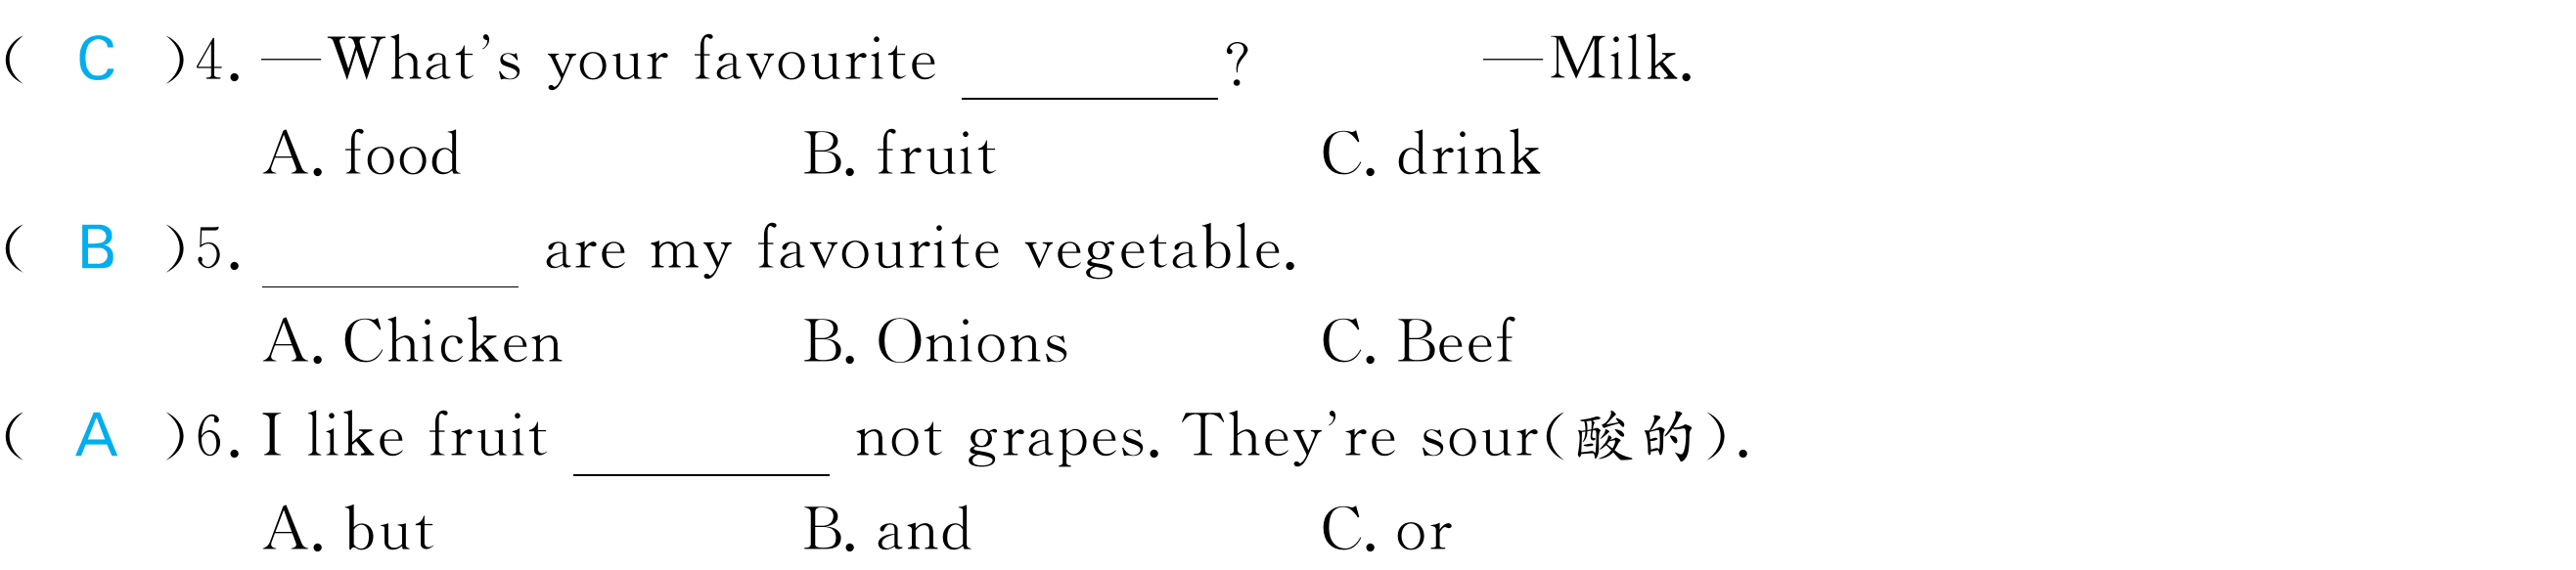 ( C )4. —What's your favourite ________? —Milk.
A. food B. fruit C. drink
( B )5. ________ are my favourite vegetable.
A. Chicken B. Onions C. Beef
( A )6. I like fruit ________ not grapes. They're sour(酸的).
A. but B. and C. or